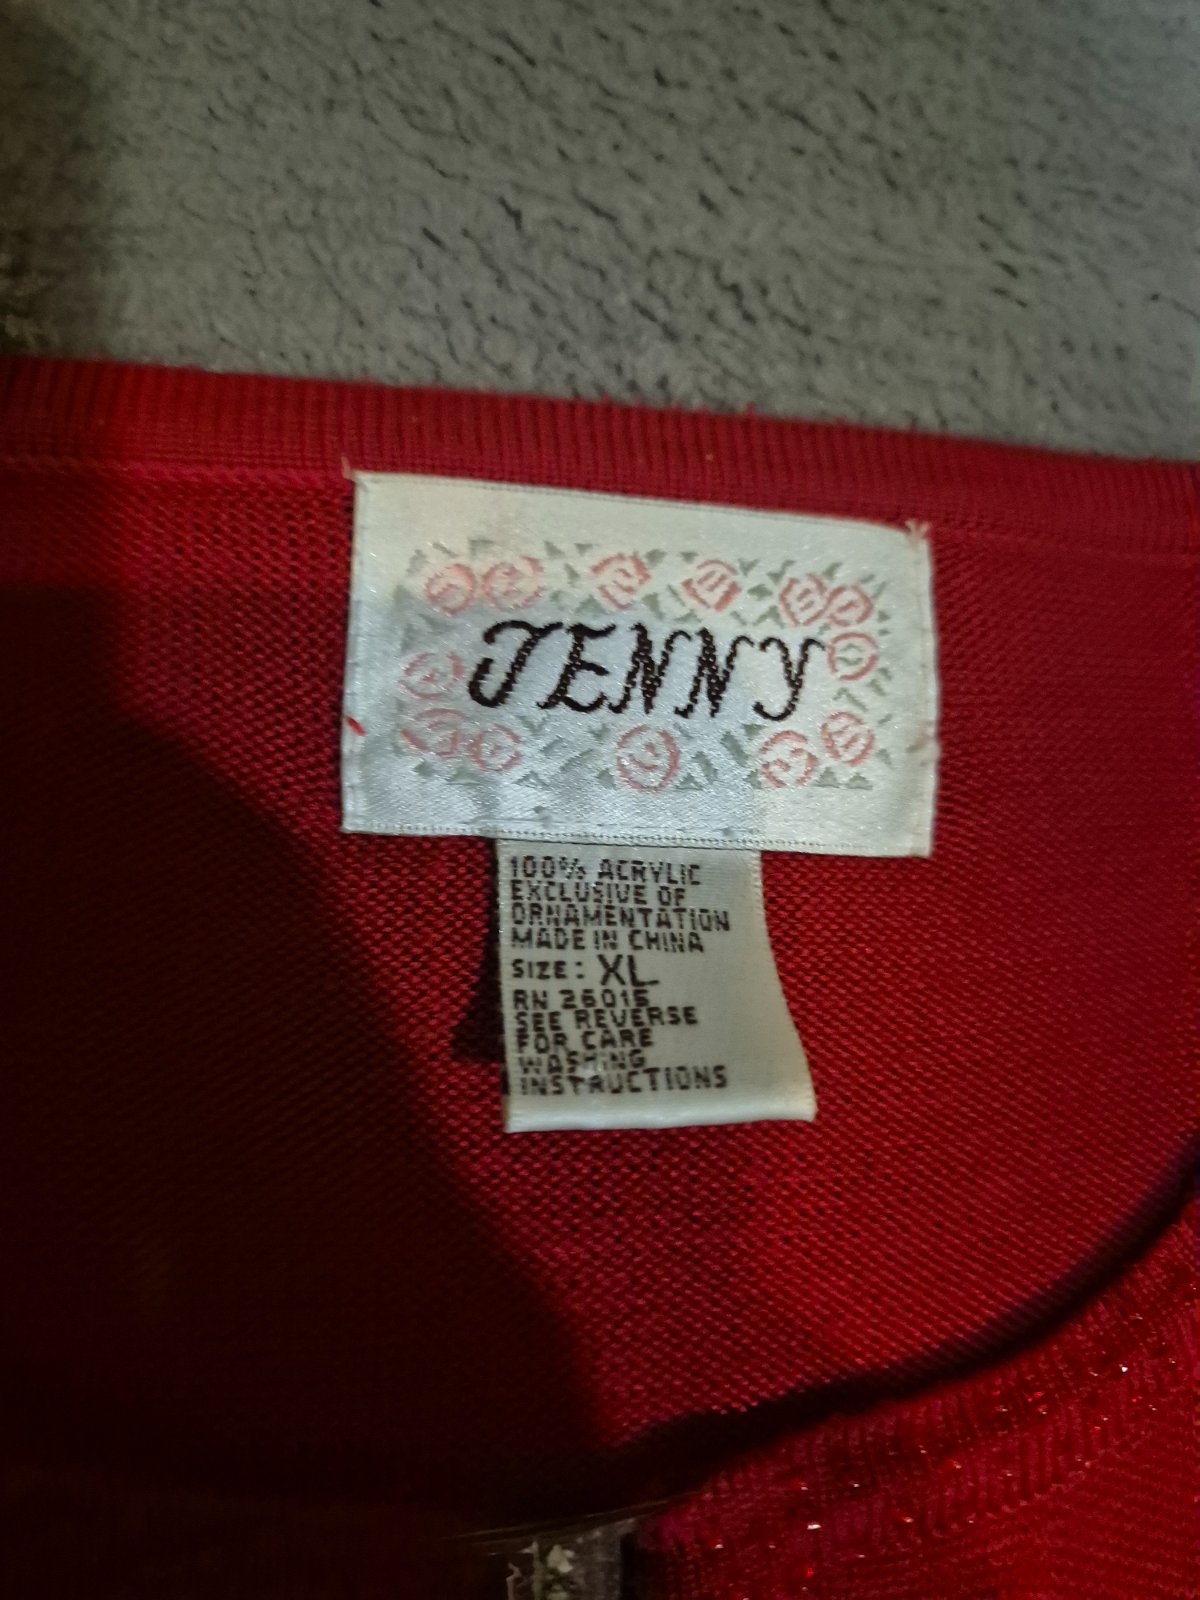 JENNY
100% ACRYLIC
EXCLUSIVE OF
ORNAMENTATION
MADE IN CHINA
SIZE: XL
RN 26015
SEE REVERSE
FOR CARE
WASHING
INSTRUCTIONS